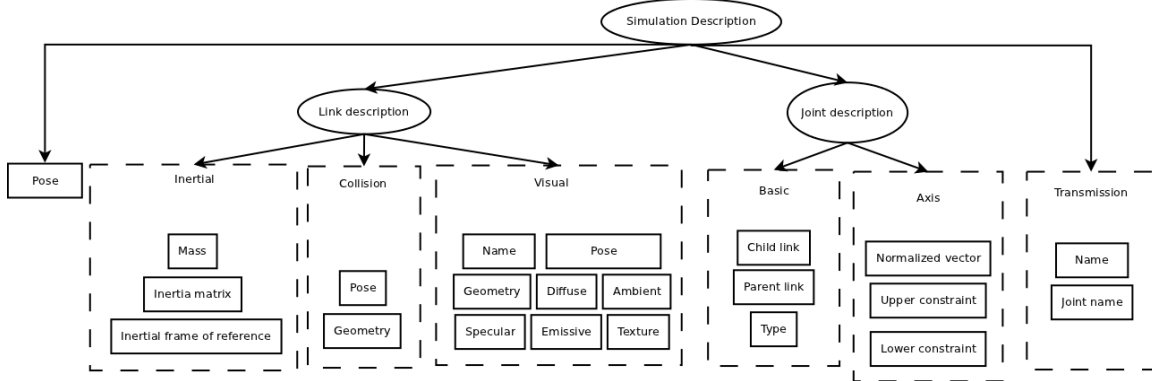 Simulation Description
Link description
Joint description
Pose
Inertial
Mass
Inertia matrix
Inertial frame of reference
Collision
Pose
Geometry
Visual
Name
Pose
Geometry
Diffuse
Ambient
Specular
Emissive
Texture
Basic
Child link
Parent link
Type
Axis
Normalized vector
Upper constraint
Lower constraint
Transmission
Name
Joint name